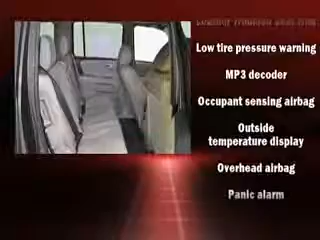 Low tire pressure warning
MP3 decoder
Occupant sensing airbag
Outside
temperature display
Overhead airbag
Panic alarm